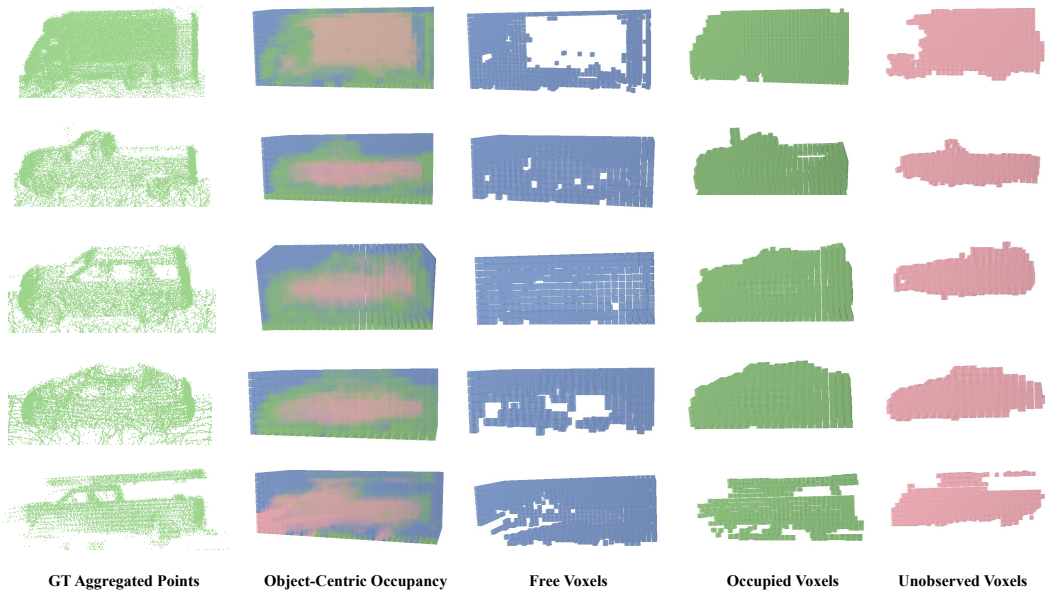 GT Aggregated Points
Object-Centric Occupancy
Free Voxels
Occupied Voxels
Unobserved Voxels